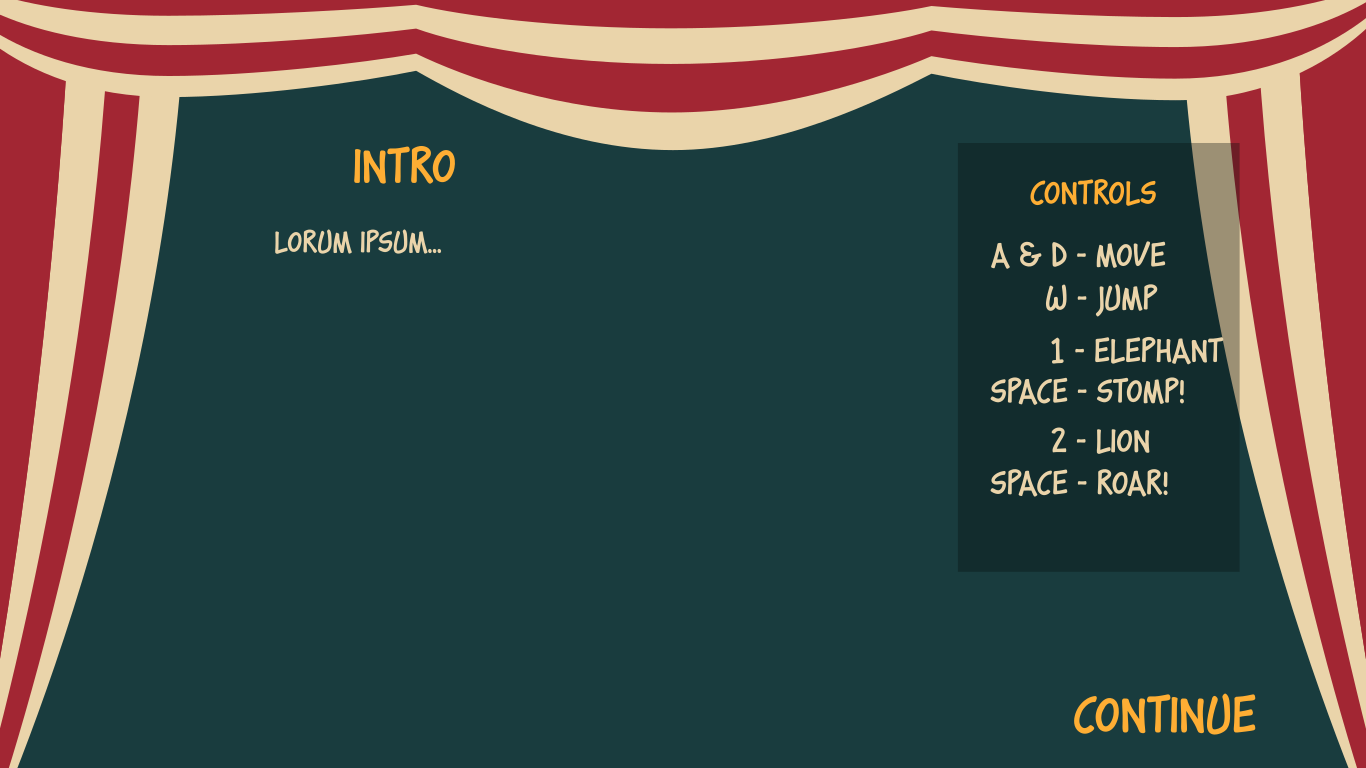 INTRO
LORUM IPSUM...
CONTROLS
A & D - MOVE
W - JUMP
1 - ELEPHANT
SPACE - STOMP!
2 - LION
SPACE - ROAR!
CONTINUE